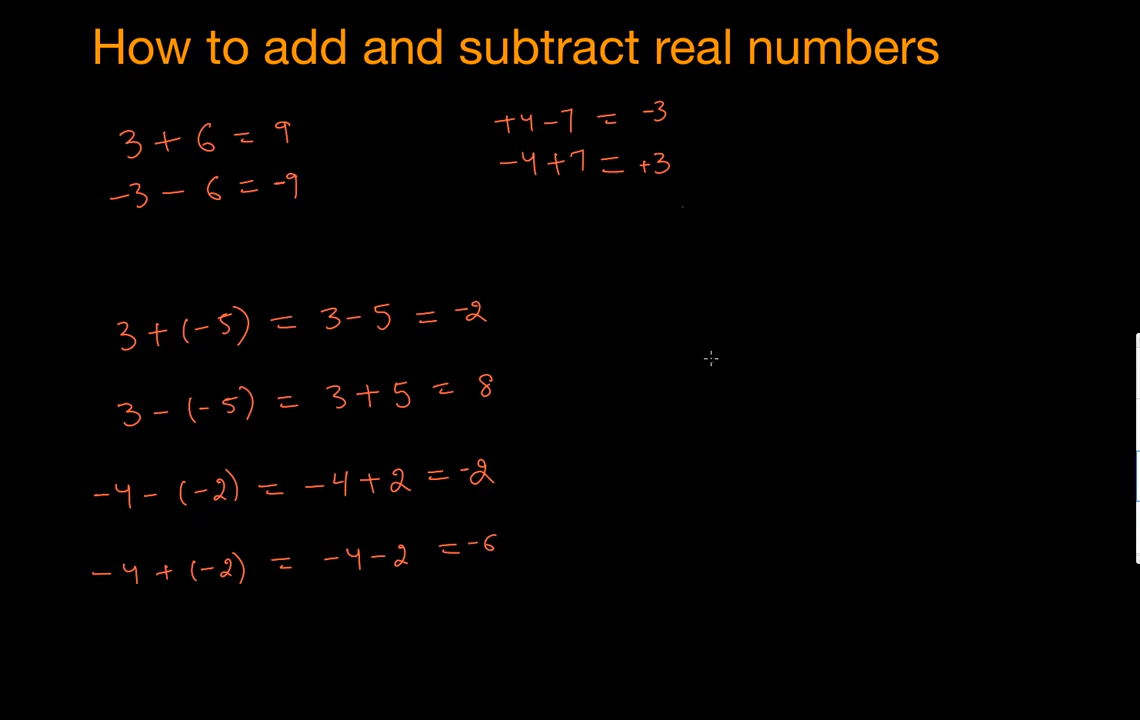 How to add and subtract real numbers
3 + 6 = 9
-3 - 6 = -9
+4 - 7 = -3
-4 + 7 = +3
3 + (-5) = 3 - 5 = -2
3 - (-5) = 3 + 5 = 8
-4 - (-2) = -4 + 2 = -2
-4 + (-2) = -4 - 2 = -6